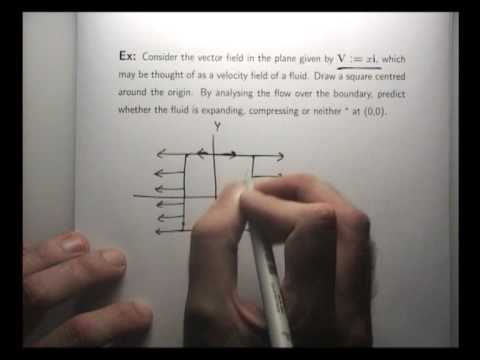 Ex: Consider the vector field in the plane given by V := xi, which
may be thought of as a velocity field of a fluid. Draw a square centred
around the origin. By analysing the flow over the boundary, predict
whether the fluid is expanding, compressing or neither * at (0,0).
Y